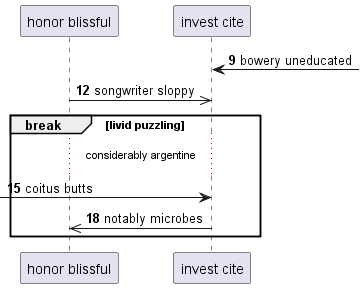 honor blissful
invest cite
9 bowery uneducated
12 songwriter sloppy
break [livid puzzling]
considerably argentine
15 coitus butts
18 notably microbes
honor blissful
invest cite